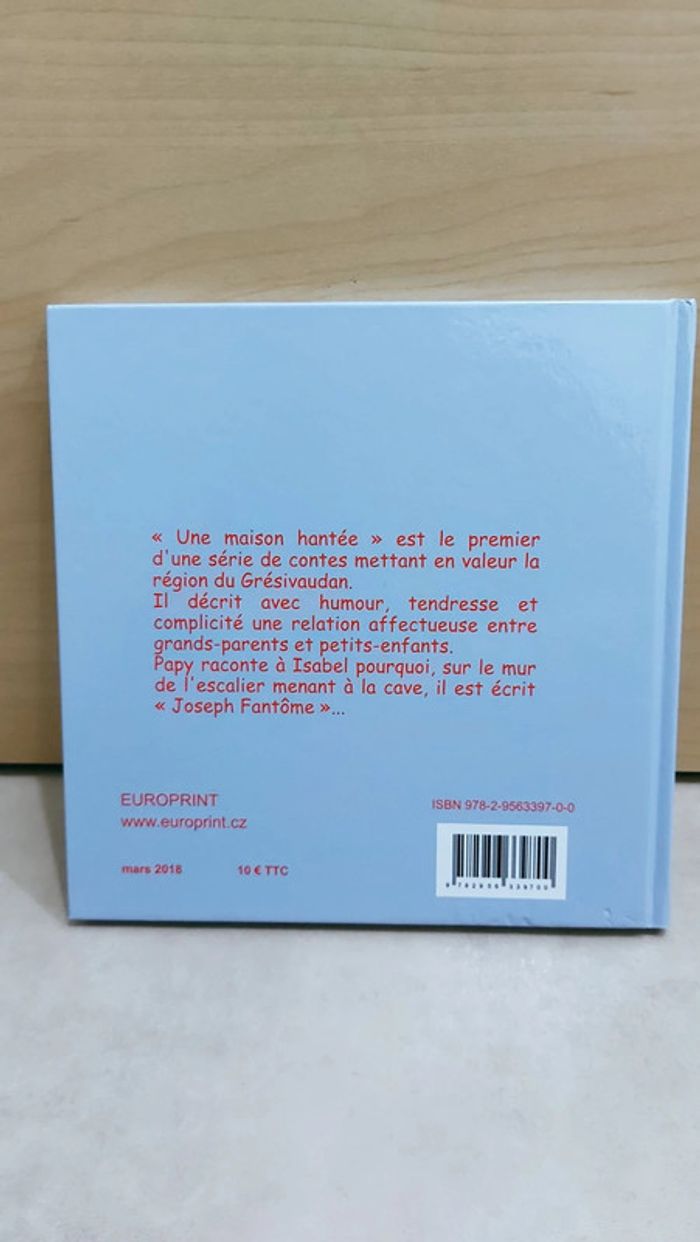 « Une maison hantée » est le premier
d'une série de contes mettant en valeur la
région du Grésivaudan.
Il décrit avec humour, tendresse et
complicité une relation affectueuse entre
grands-parents et petits-enfants.
Papy raconte à Isabel pourquoi, sur le mur
de l'escalier menant à la cave, il est écrit
« Joseph Fantôme »...
EUROPRINT
www.europrint.cz
mars 2018 10 € TTC
ISBN 978-2-9563397-0-0
9 782956 339700